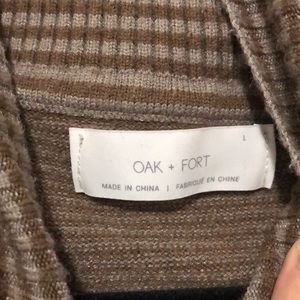 L
OAK + FORT
MADE IN CHINA | FABRIQUÉ EN CHINE